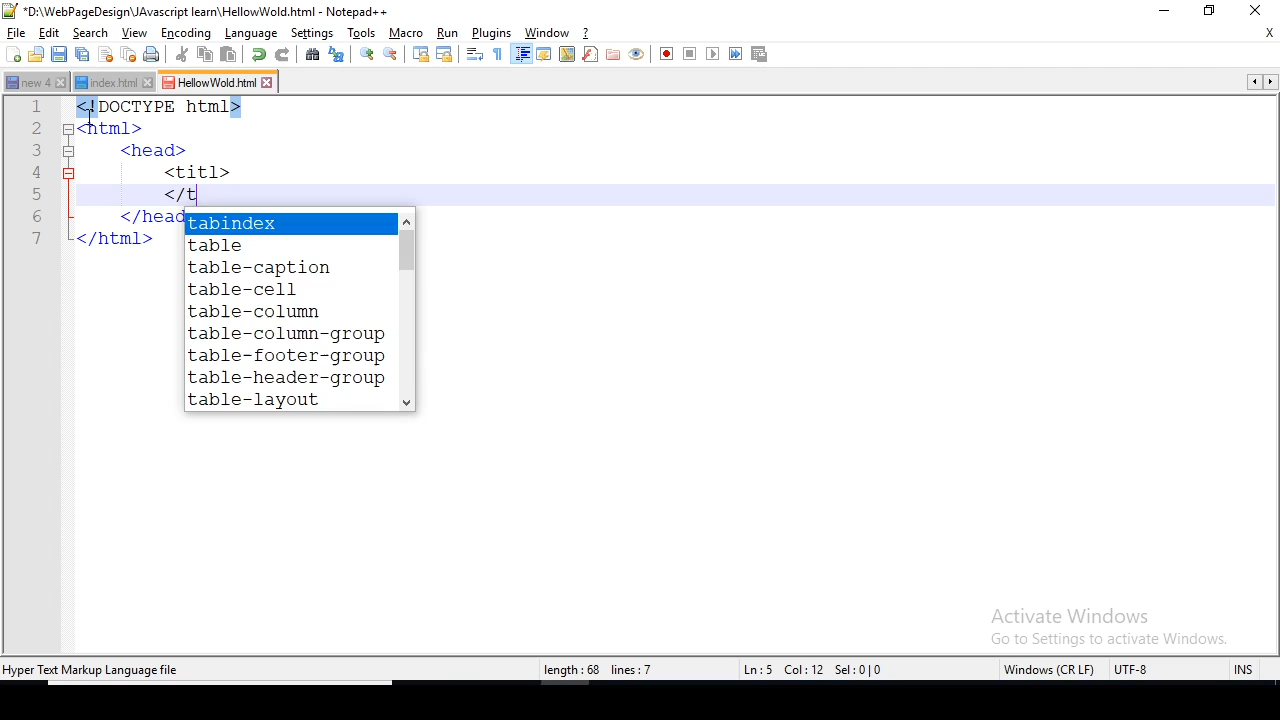 *D:\WebPageDesign\JAvascript learn\HellowWold.html - Notepad++
File Edit Search View Encoding Language Settings Tools Macro Run Plugins Window ? X
new 4 index.html HellowWold.html
1 <!DOCTYPE html>
2 <html>
3 <head>
4 <titl>
5 </t
6 </head
7 </html>
tabindex
table
table-caption
table-cell
table-column
table-column-group
table-footer-group
table-header-group
table-layout
Activate Windows
Go to Settings to activate Windows.
Hyper Text Markup Language file length : 68 lines : 7 Ln : 5 Col : 12 Sel : 0 | 0 Windows (CR LF) UTF-8 INS